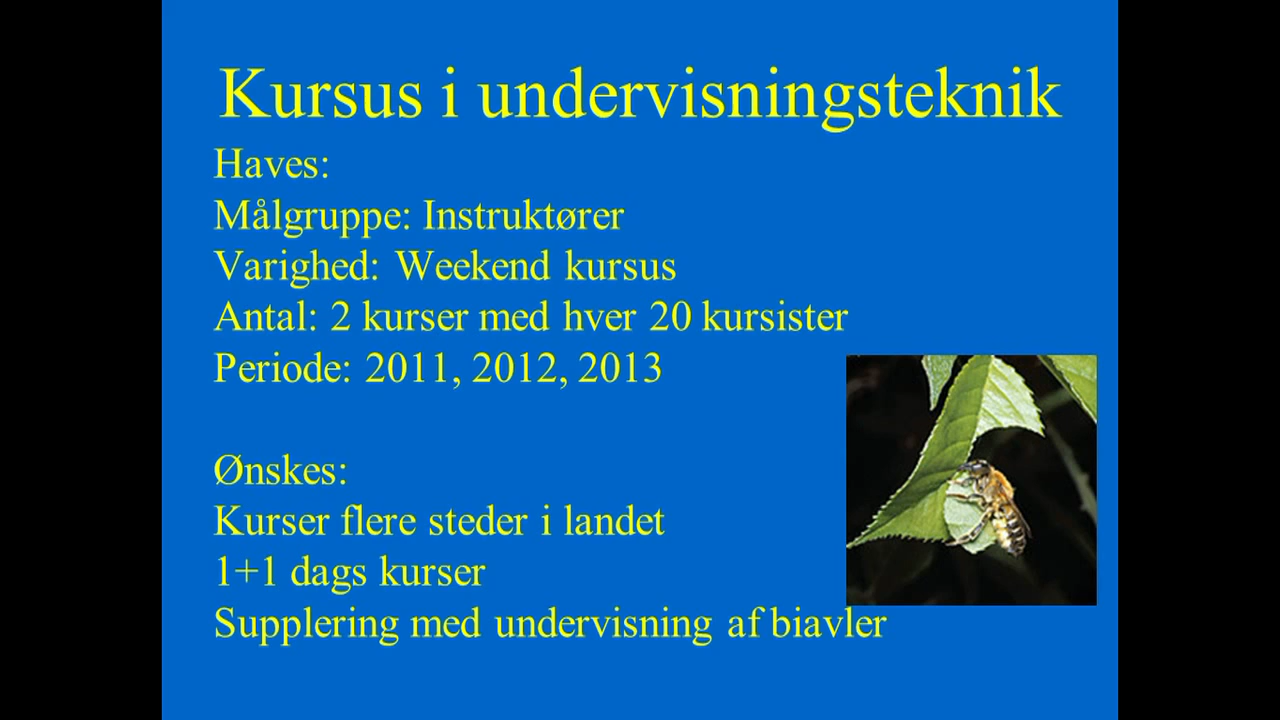 Kursus i undervisningsteknik
Haves:
Målgruppe: Instruktører
Varighed: Weekend kursus
Antal: 2 kurser med hver 20 kursister
Periode: 2011, 2012, 2013
Ønskes:
Kurser flere steder i landet
1+1 dags kurser
Supplering med undervisning af biavler